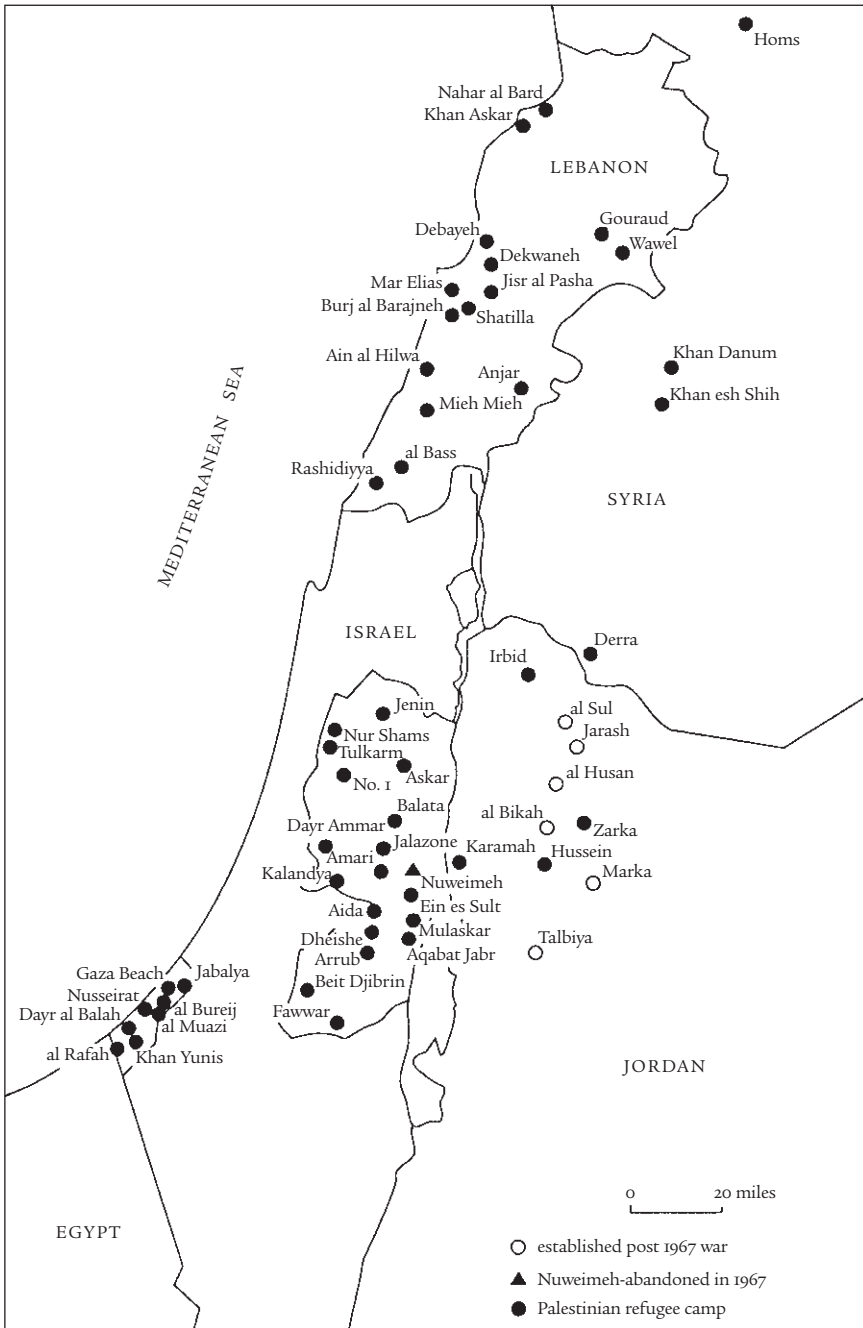 Homs
Nahar al Bard
Khan Askar
LEBANON
Gouraud
Debayeh
Wawel
Dekwaneh
Mar Elias
Jisr al Pasha
Burj al Barajneh
Shatilla
Ain al Hilwa
Khan Danum
Anjar
Mieh Mieh
Khan esh Shih
MEDITERRANEAN SEA
al Bass
Rashidiyya
SYRIA
ISRAEL
Derra
Irbid
Jenin
al Sul
Nur Shams
Jarash
Tulkarm
Askar
No. 1
al Husan
Balata
al Bikah
Dayr Ammar
Zarka
Jalazone
Karamah
Amari
Hussein
Kalandya
Nuweimeh
Marka
Ein es Sult
Aida
Mulaskar
Dheishe
Talbiya
Arrub
Aqabat Jabr
Gaza Beach
Jabalya
Beit Djibrin
Nusseirat
al Bureij
Dayr al Balah
Fawwar
al Muazi
al Rafah
Khan Yunis
JORDAN
0 20 miles
EGYPT
established post 1967 war
Nuweimeh-abandoned in 1967
Palestinian refugee camp